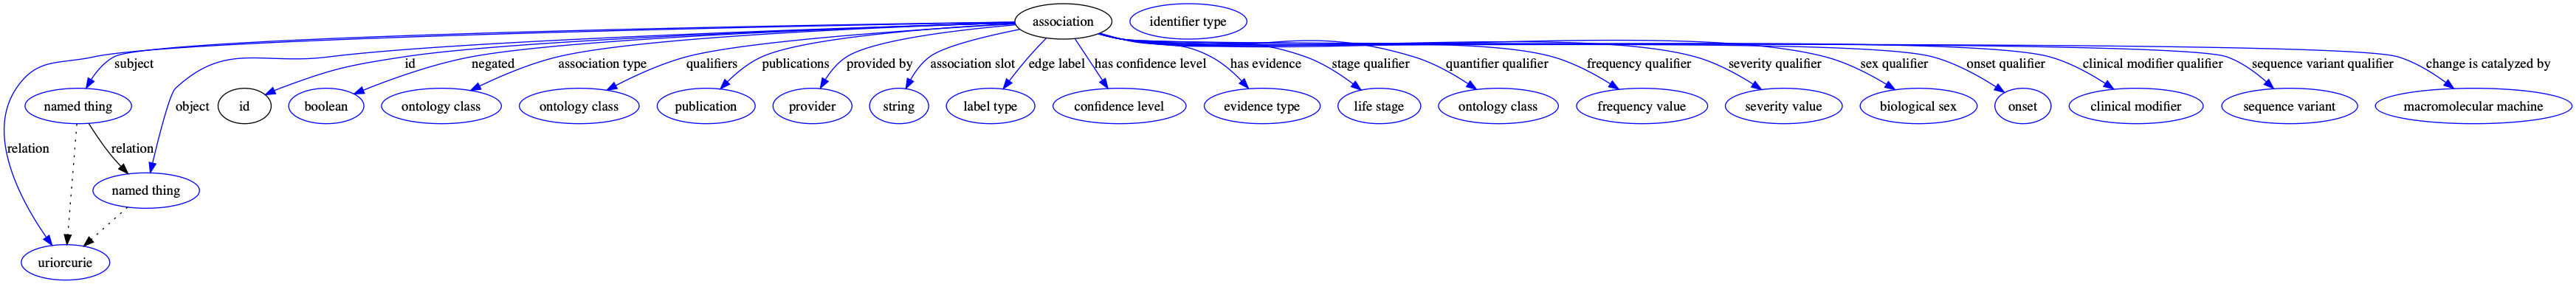 association
identifier type
subject
id
negated
association type
qualifiers
publications
provided by
association slot
edge label
has confidence level
has evidence
stage qualifier
quantifier qualifier
frequency qualifier
severity qualifier
sex qualifier
onset qualifier
clinical modifier qualifier
sequence variant qualifier
change is catalyzed by
named thing
object
id
boolean
ontology class
ontology class
publication
provider
string
label type
confidence level
evidence type
life stage
ontology class
frequency value
severity value
biological sex
onset
clinical modifier
sequence variant
macromolecular machine
relation
relation
named thing
uriorcurie